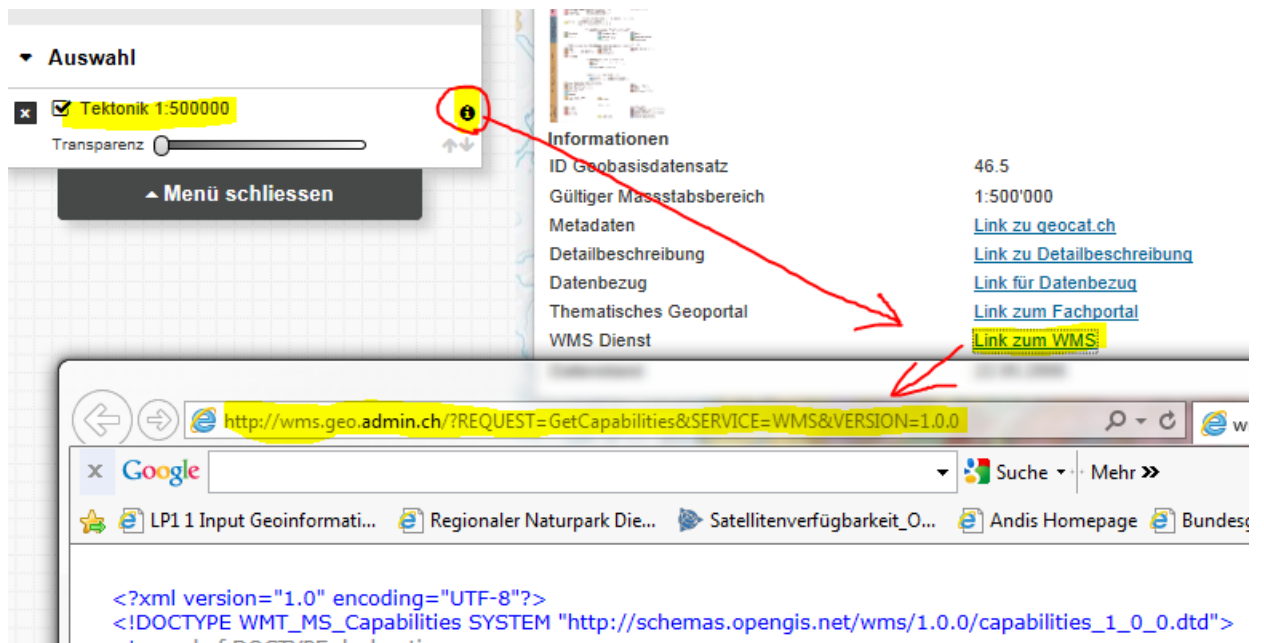 Auswahl
Tektonik 1:500000
Transparenz
Menü schliessen
Informationen
ID Geobasisdatensatz 46.5
Gültiger Massstabsbereich 1:500'000
Metadaten Link zu geocat.ch
Detailbeschreibung Link zu Detailbeschreibung
Datenbezug Link für Datenbezug
Thematisches Geoportal Link zum Fachportal
WMS Dienst Link zum WMS
http://wms.geo.admin.ch/?REQUEST=GetCapabilities&SERVICE=WMS&VERSION=1.0.0 w
x Google Suche Mehr »
LP1 1 Input Geoinformati... Regionaler Naturpark Die... Satellitenverfügbarkeit_O... Andis Homepage Bundesg
<?xml version="1.0" encoding="UTF-8"?>
<!DOCTYPE WMT_MS_Capabilities SYSTEM "http://schemas.opengis.net/wms/1.0.0/capabilities_1_0_0.dtd">